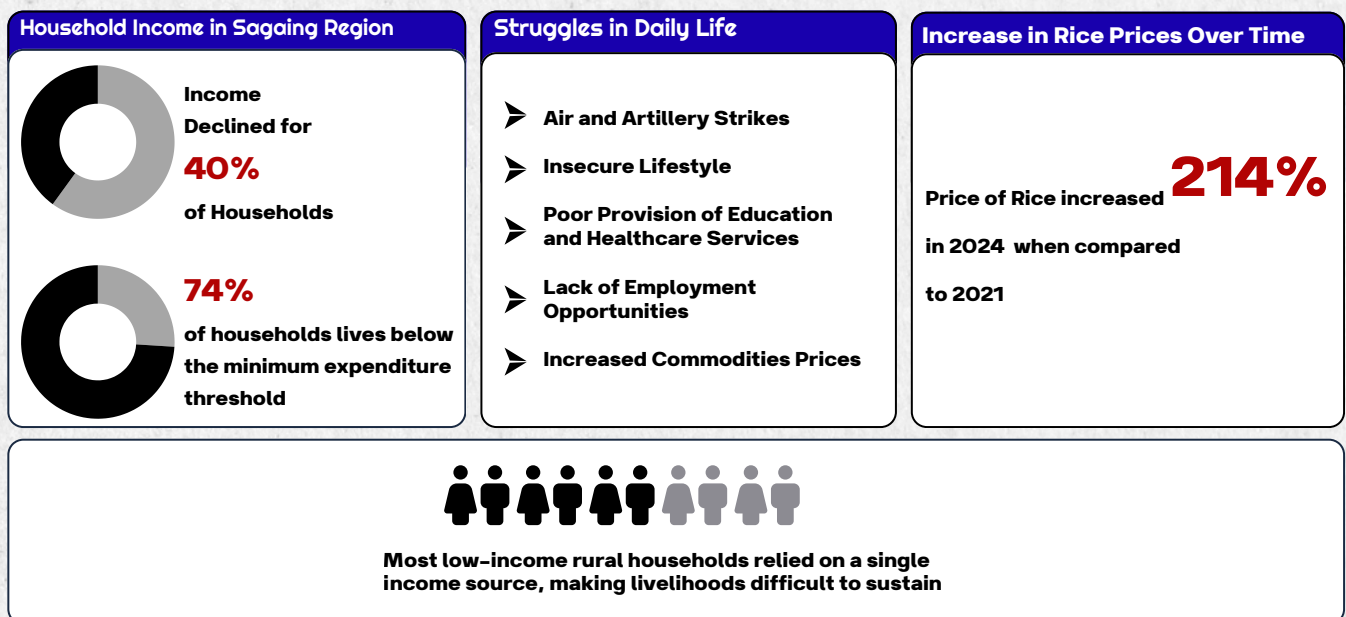 Household Income in Sagaing Region
Income
Declined for
40%
of Households
74%
of households lives below
the minimum expenditure
threshold
Struggles in Daily Life
Air and Artillery Strikes
Insecure Lifestyle
Poor Provision of Education
and Healthcare Services
Lack of Employment
Opportunities
Increased Commodities Prices
Increase in Rice Prices Over Time
Price of Rice increased 214%
in 2024 when compared
to 2021
Most low-income rural households relied on a single
income source, making livelihoods difficult to sustain